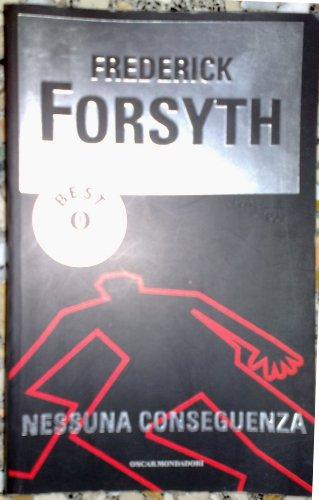 FREDERICK
FORSYTH
BEST
NESSUNA CONSEGUENZA
OSCAR MONDADORI